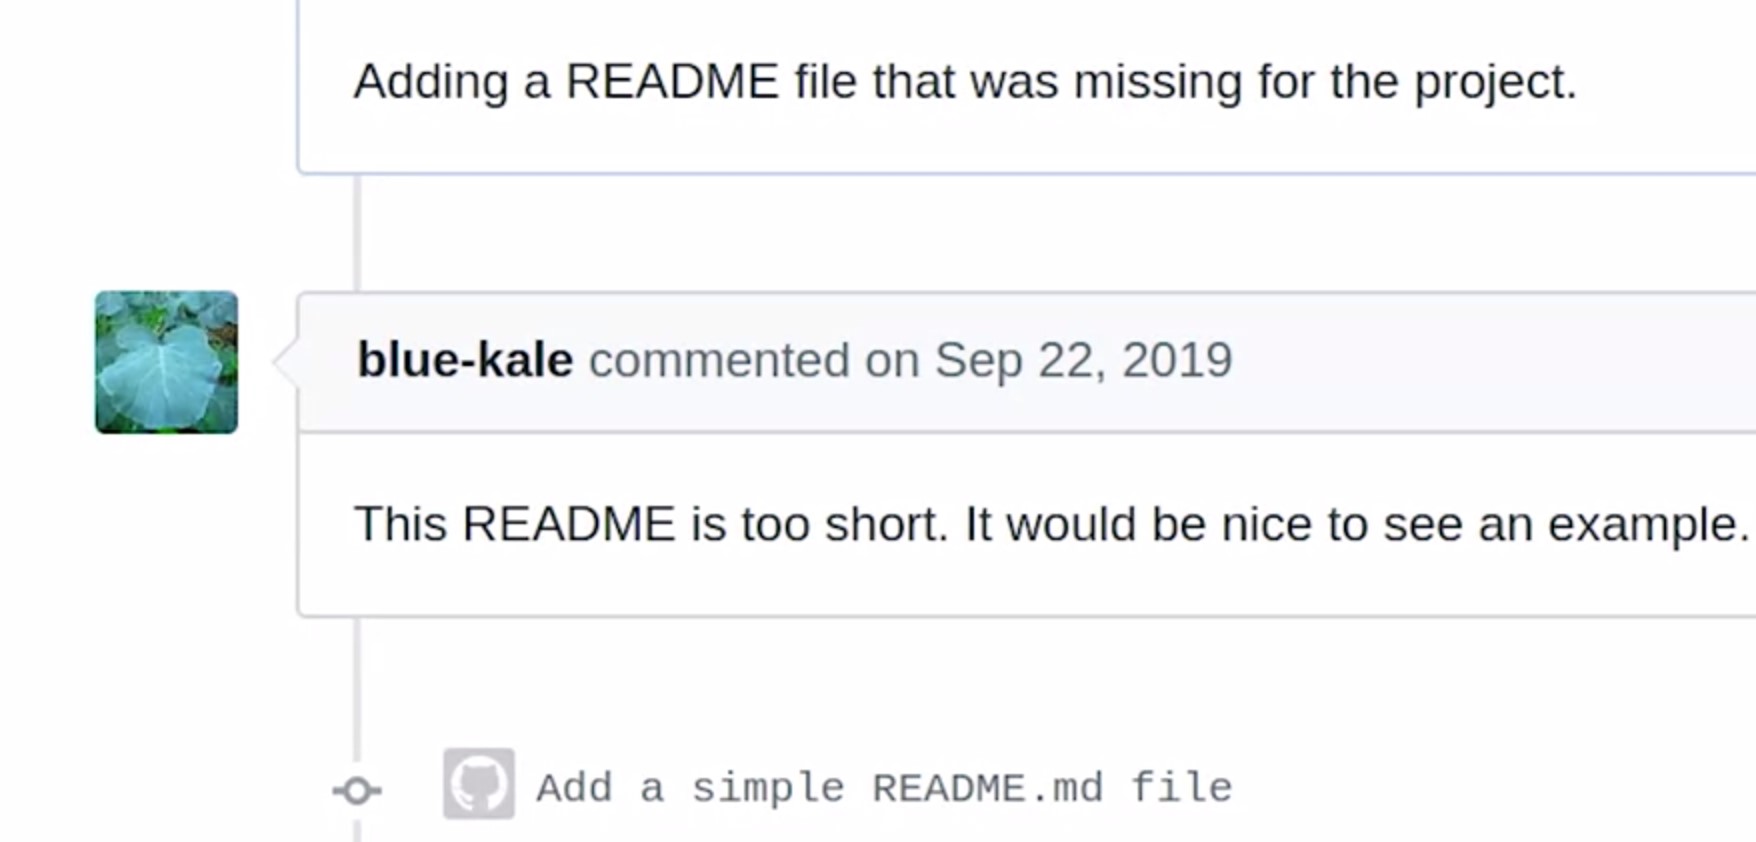 Adding a README file that was missing for the project.
blue-kale commented on Sep 22, 2019
This README is too short. It would be nice to see an example.
Add a simple README.md file